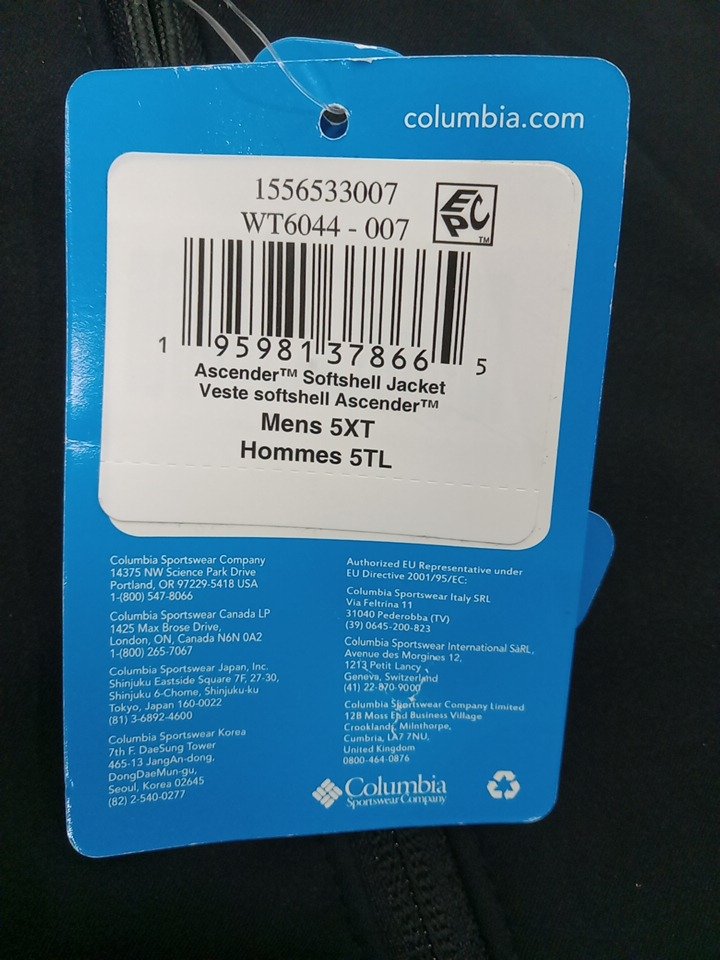 columbia.com
1556533007
WT6044 - 007
EPC
TM
1 95981 37866 5
Ascender™ Softshell Jacket
Veste softshell Ascender™
Mens 5XT
Hommes 5TL
Columbia Sportswear Company
14375 NW Science Park Drive
Portland, OR 97229-5418 USA
1-(800) 547-8066
Columbia Sportswear Canada LP
1425 Max Brose Drive,
London, ON, Canada N6N 0A2
1-(800) 265-7067
Columbia Sportswear Japan, Inc.
Shinjuku Eastside Square 7F, 27-30,
Shinjuku 6-Chome, Shinjuku-ku
Tokyo, Japan 160-0022
(81) 3-6892-4600
Columbia Sportswear Korea
7th F. DaeSung Tower
465-13 JangAn-dong,
DongDaeMun-gu,
Seoul, Korea 02645
(82) 2-540-0277
Authorized EU Representative under
EU Directive 2001/95/EC:
Columbia Sportswear Italy SRL
Via Feltrina 11
31040 Pederobba (TV)
(39) 0645-200-823
Columbia Sportswear International SàRL,
Avenue des Morgines 12,
1213 Petit Lancy
Geneva, Switzerland
(41) 22-870-9000
Columbia Sportswear Company Limited
12B Moss End Business Village
Crooklands, Milnthorpe,
Cumbria, LA7 7NU,
United Kingdom
0800-464-0876
Columbia
Sportswear Company